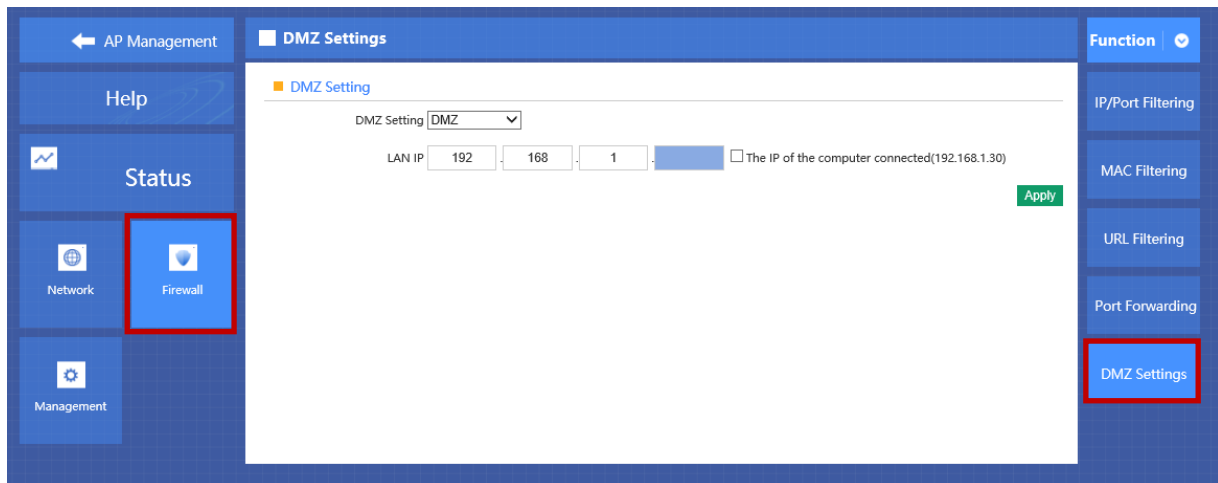 AP Management
Help
Status
Network
Firewall
Management
DMZ Settings
DMZ Setting
DMZ Setting DMZ
LAN IP 192 . 168 . 1 . The IP of the computer connected(192.168.1.30)
Apply
Function
IP/Port Filtering
MAC Filtering
URL Filtering
Port Forwarding
DMZ Settings